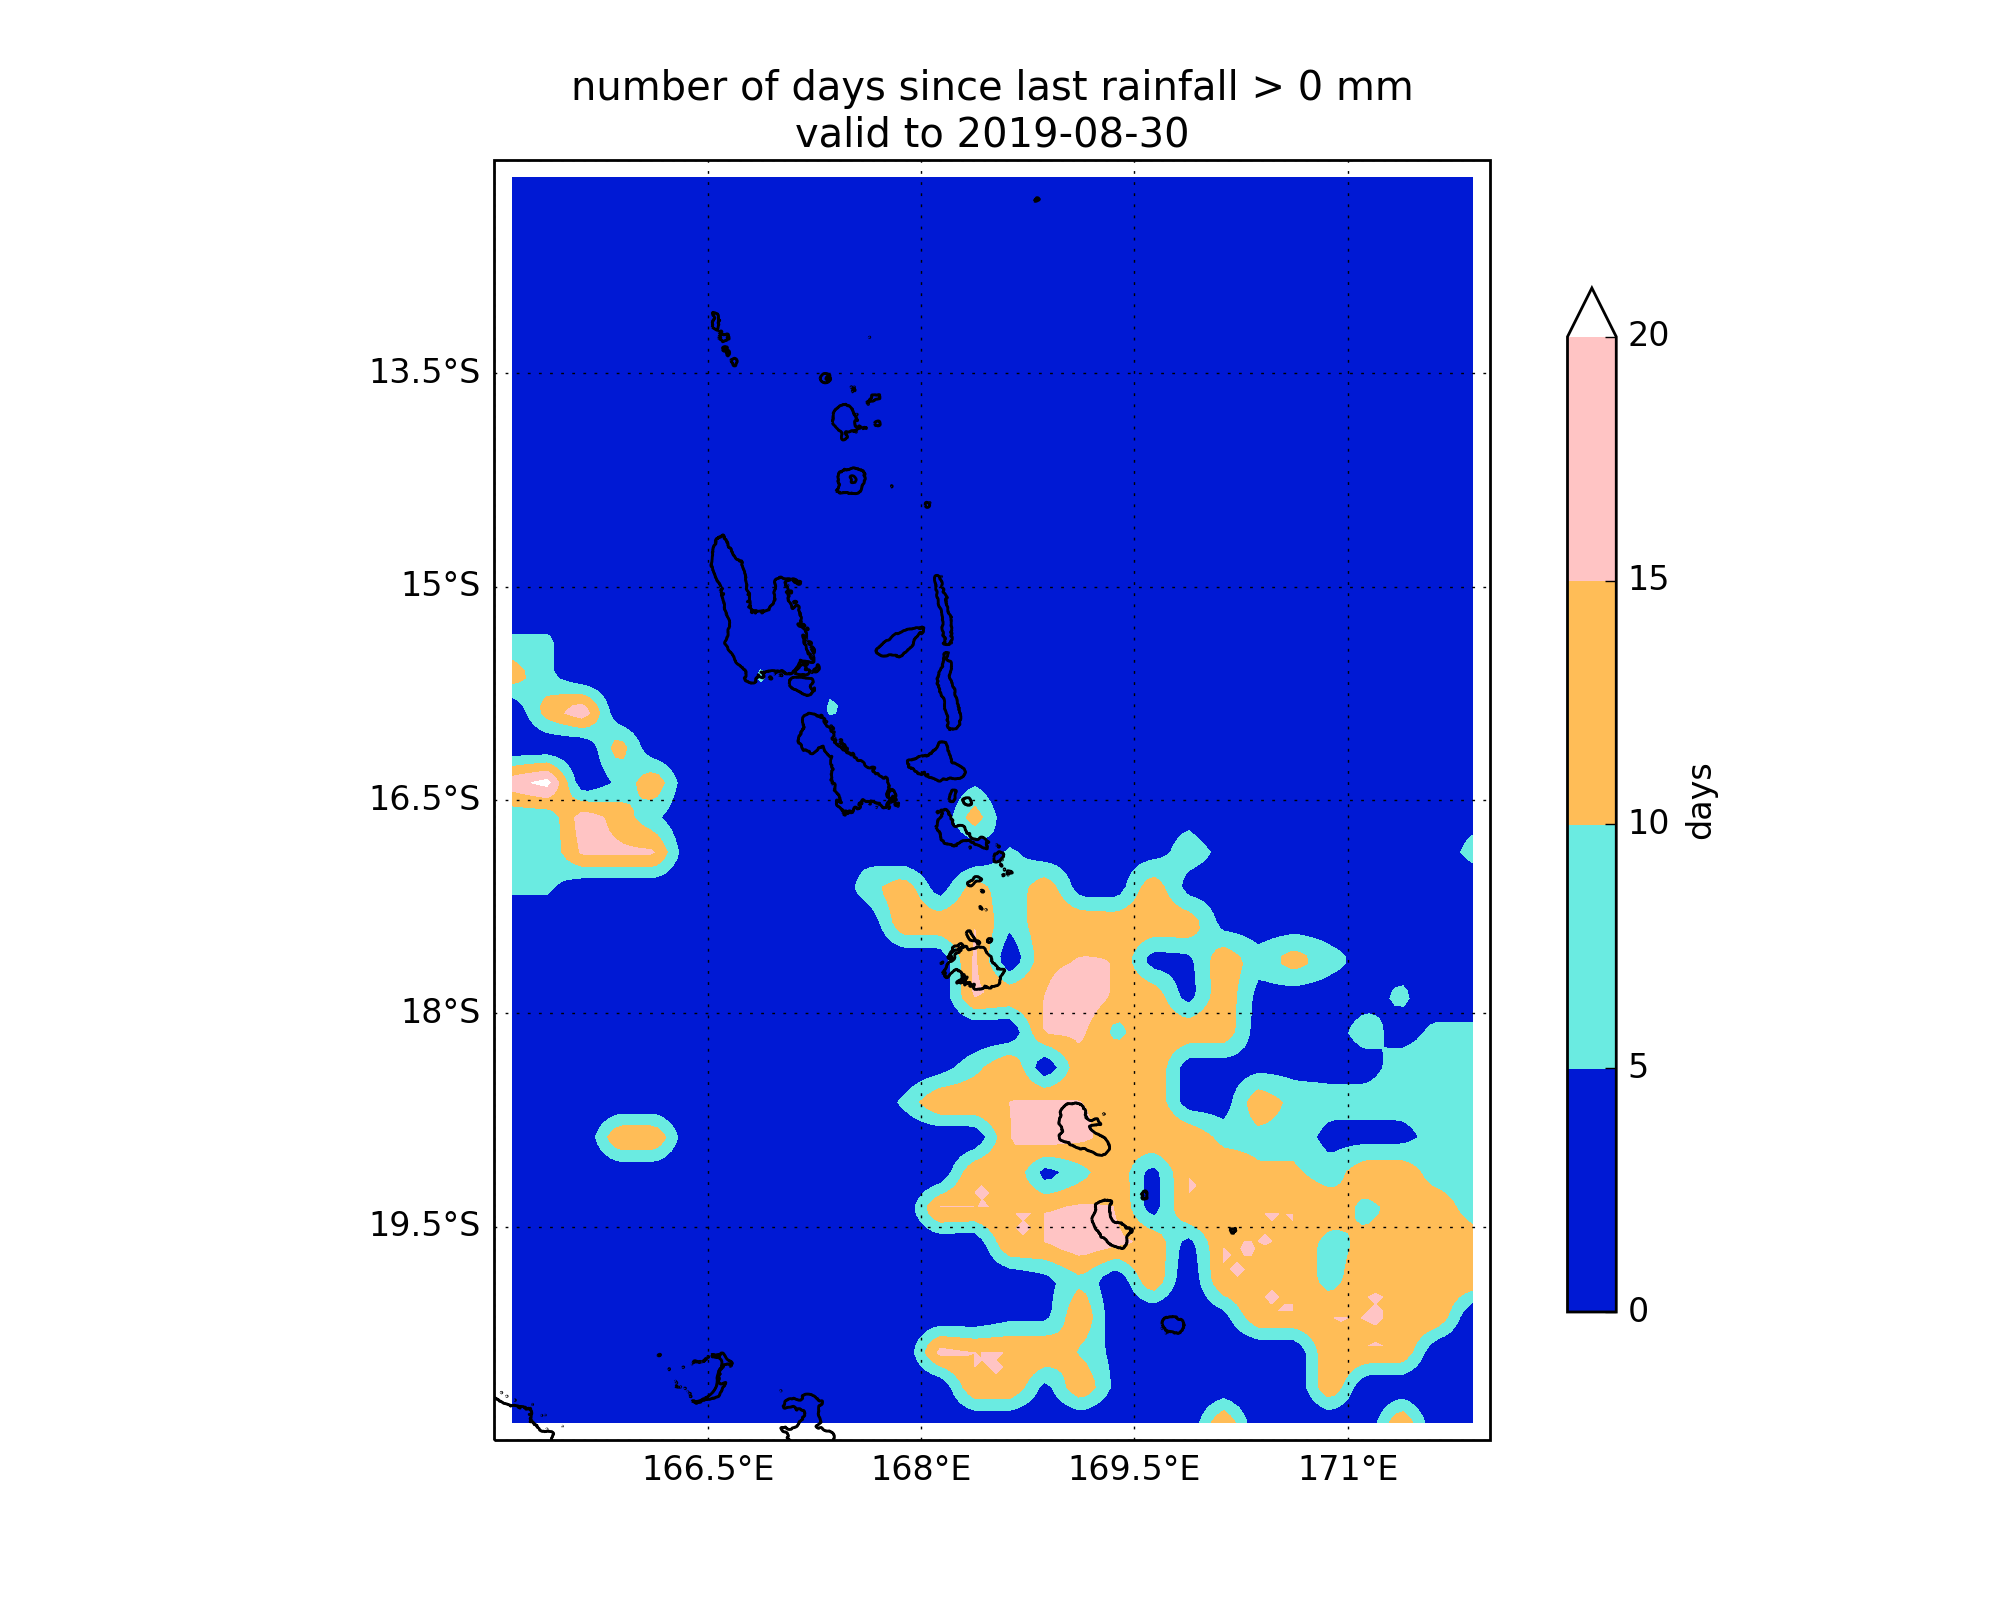 number of days since last rainfall > 0 mm
valid to 2019-08-30
13.5°S
15°S
16.5°S
18°S
19.5°S
166.5°E
168°E
169.5°E
171°E
20
15
10
5
0
days